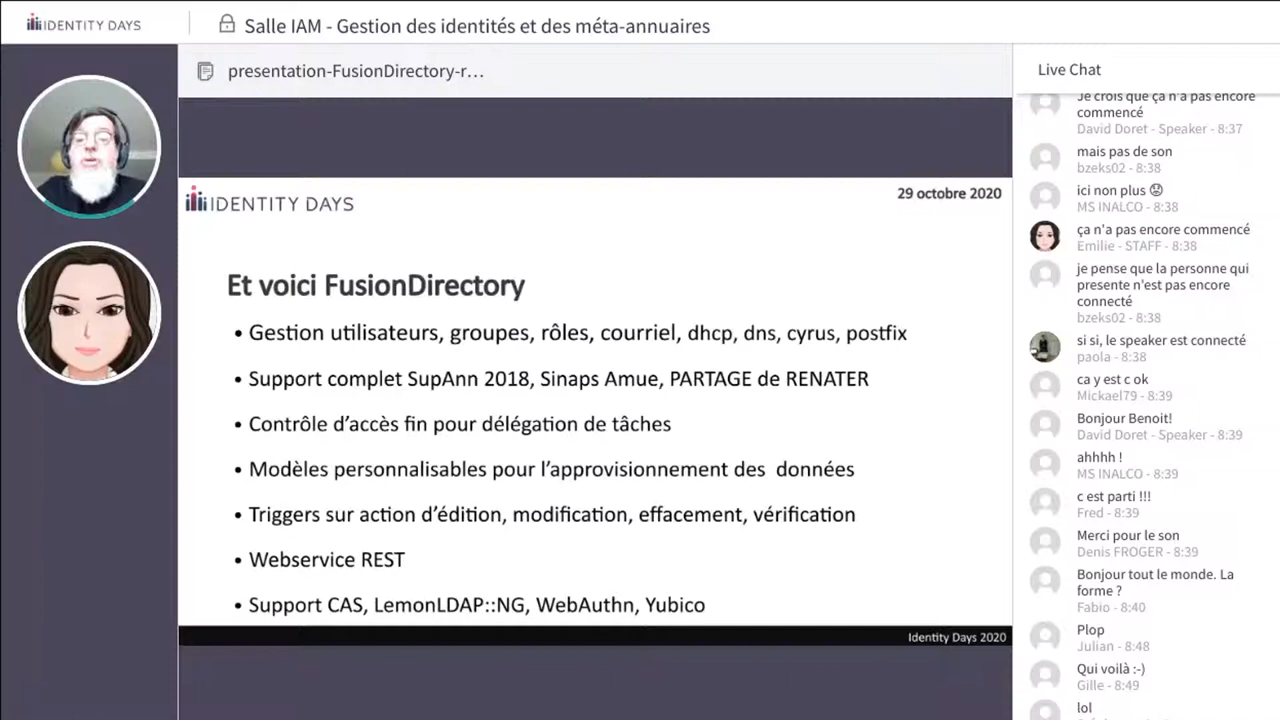 IDENTITY DAYS
Salle IAM - Gestion des identités et des méta-annuaires
presentation-FusionDirectory-r…
IDENTITY DAYS
29 octobre 2020
Et voici FusionDirectory
• Gestion utilisateurs, groupes, rôles, courriel, dhcp, dns, cyrus, postfix
• Support complet SupAnn 2018, Sinaps Amue, PARTAGE de RENATER
• Contrôle d’accès fin pour délégation de tâches
• Modèles personnalisables pour l’approvisionnement des  données
• Triggers sur action d’édition, modification, effacement, vérification
• Webservice REST
• Support CAS, LemonLDAP::NG, WebAuthn, Yubico
Identity Days 2020
Live Chat
Je crois que ça n'a pas encore
commencé
David Doret - Speaker - 8:37
mais pas de son
bzeks02 - 8:38
ici non plus 😟
MS INALCO - 8:38
ça n'a pas encore commencé
Emilie - STAFF - 8:38
je pense que la personne qui
presente n'est pas encore
connecté
bzeks02 - 8:38
si si, le speaker est connecté
paola - 8:38
ca y est c ok
Mickael79 - 8:39
Bonjour Benoit!
David Doret - Speaker - 8:39
ahhhh !
MS INALCO - 8:39
c est parti !!!
Fred - 8:39
Merci pour le son
Denis FROGER - 8:39
Bonjour tout le monde. La
forme ?
Fabio - 8:40
Plop
Julian - 8:48
Qui voilà :-)
Gille - 8:49
lol